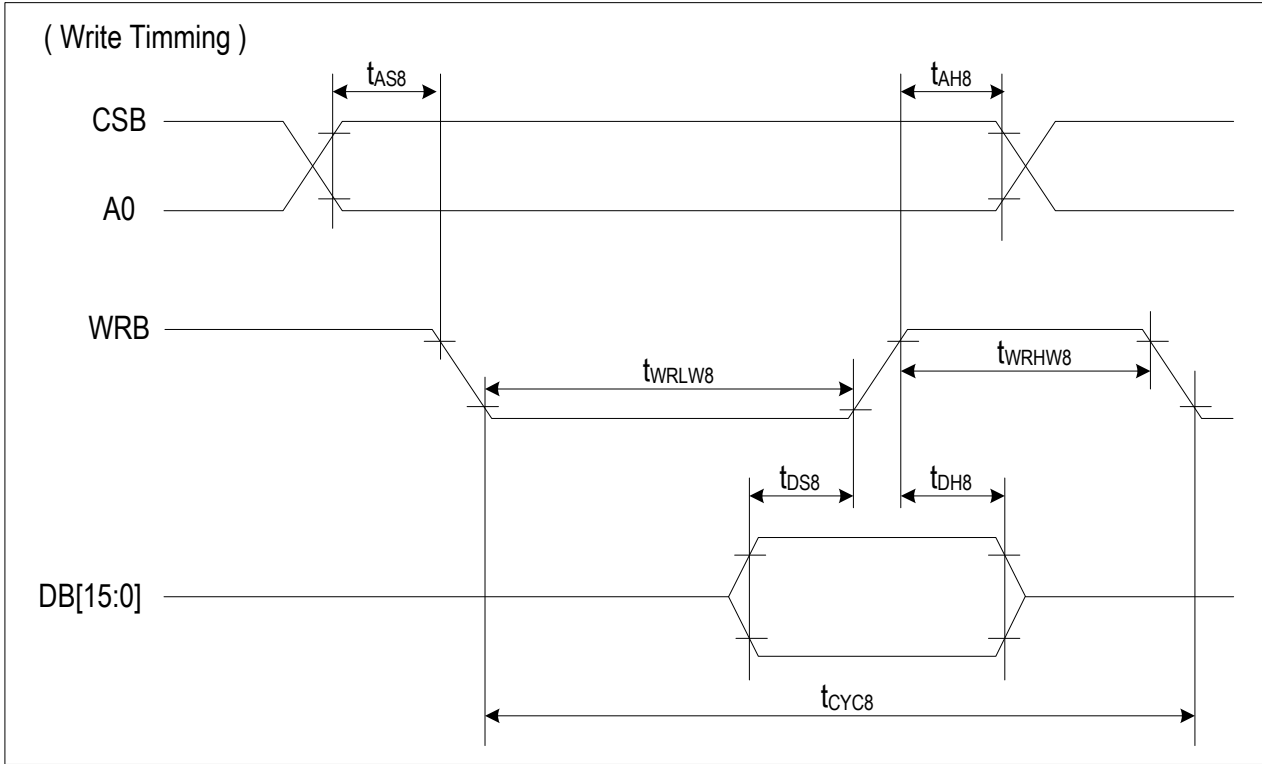 ( Write Timming )
tAS8
tAH8
CSB
A0
WRB
tWRLW8
tWRHW8
tDS8
tDH8
DB[15:0]
tCYC8